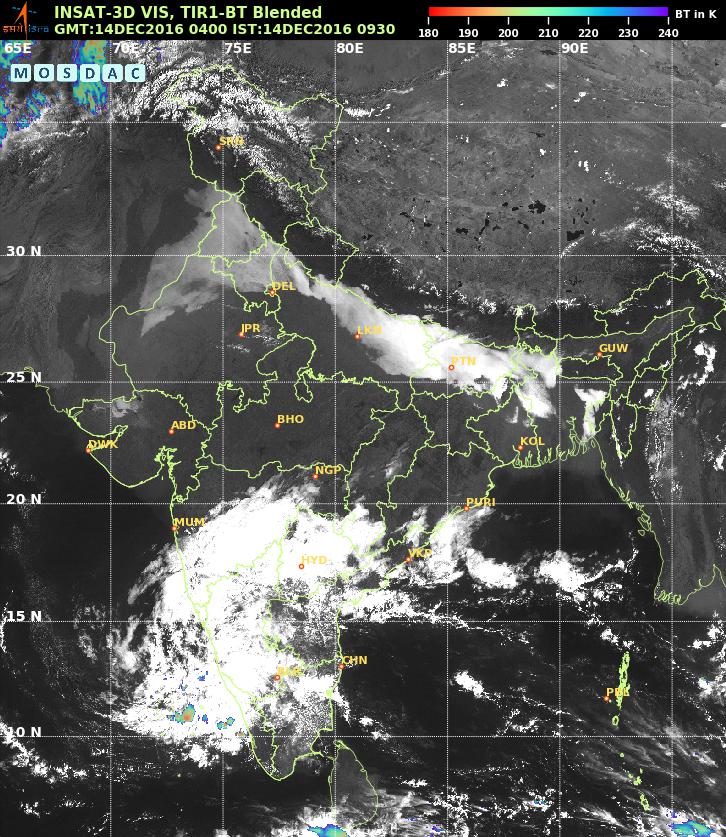 INSAT-3D VIS, TIR1-BT Blended
GMT:14DEC2016 0400 IST:14DEC2016 0930
BT in K
180 190 200 210 220 230 240
65E 70E 75E 80E 85E 90E
MOSDAC
SRN
30 N
DEL
JPR
LKN
GUW
PTN
25 N
ABD
BHO
DWK
KOL
NGP
20 N
PURI
MUM
VKP
HYD
15 N
CHN
PBL
10 N